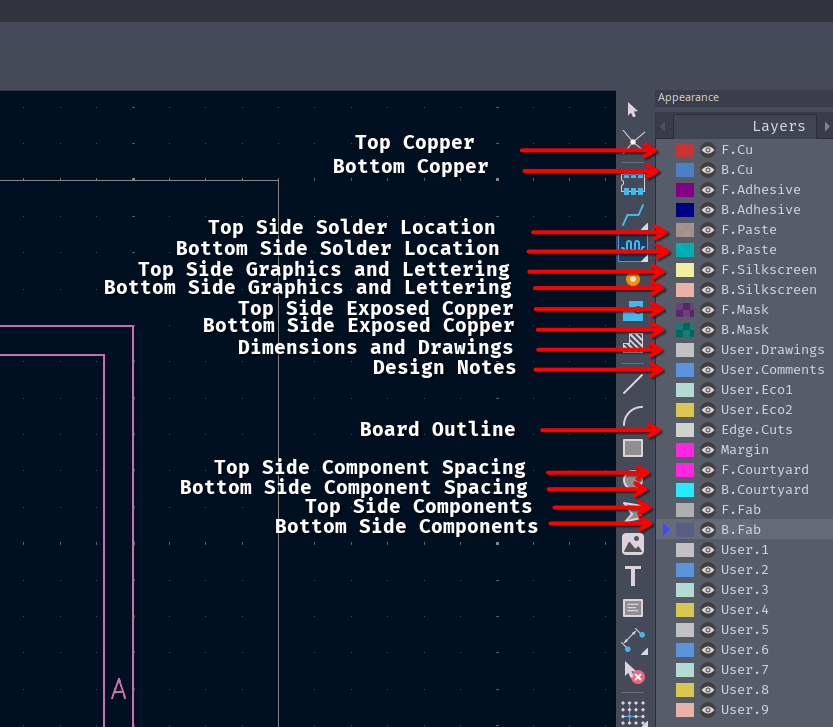 Appearance
Layers
Top Copper
F.Cu
Bottom Copper
B.Cu
F.Adhesive
B.Adhesive
Top Side Solder Location
F.Paste
Bottom Side Solder Location
B.Paste
Top Side Graphics and Lettering
F.Silkscreen
Bottom Side Graphics and Lettering
B.Silkscreen
Top Side Exposed Copper
F.Mask
Bottom Side Exposed Copper
B.Mask
Dimensions and Drawings
User.Drawings
Design Notes
User.Comments
User.Eco1
User.Eco2
Board Outline
Edge.Cuts
Margin
Top Side Component Spacing
F.Courtyard
Bottom Side Component Spacing
B.Courtyard
Top Side Components
F.Fab
Bottom Side Components
B.Fab
User.1
User.2
T
User.3
User.4
User.5
User.6
User.7
A
User.8
User.9